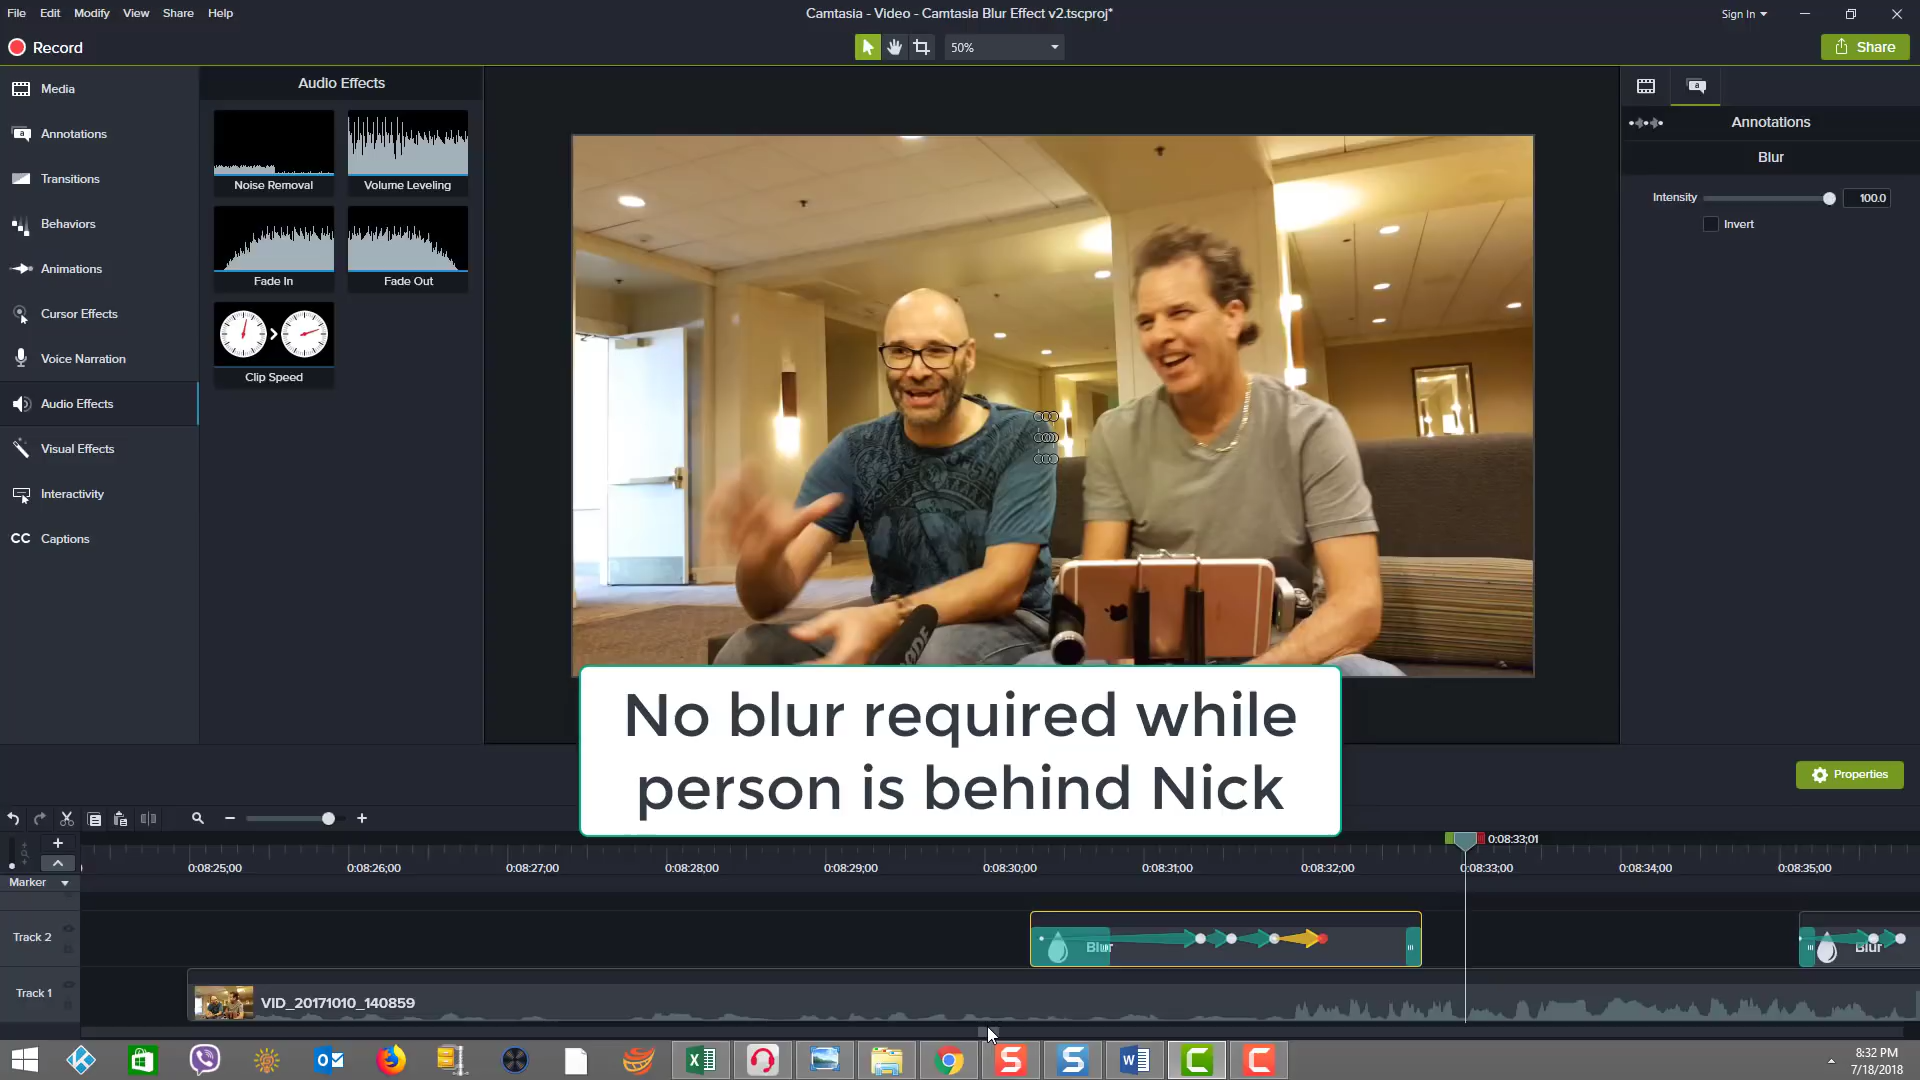 File Edit Modify View Share Help
Camtasia - Video - Camtasia Blur Effect v2.tscproj*
Sign In
Record
50%
Share
Media
Annotations
Transitions
Behaviors
Animations
Cursor Effects
Voice Narration
Audio Effects
Visual Effects
Interactivity
CC Captions
Audio Effects
Noise Removal
Volume Leveling
Fade In
Fade Out
Clip Speed
Annotations
Blur
Intensity 100.0
Invert
No blur required while
person is behind Nick
Properties
0:08:33;01
0:08:25;00 0:08:26;00 0:08:27;00 0:08:28;00 0:08:29;00 0:08:30;00 0:08:31;00 0:08:32;00 0:08:33;00 0:08:34;00 0:08:35;00
Marker
Track 2
Blur
Blur
Track 1
VID_20171010_140859
8:32 PM
7/18/2018